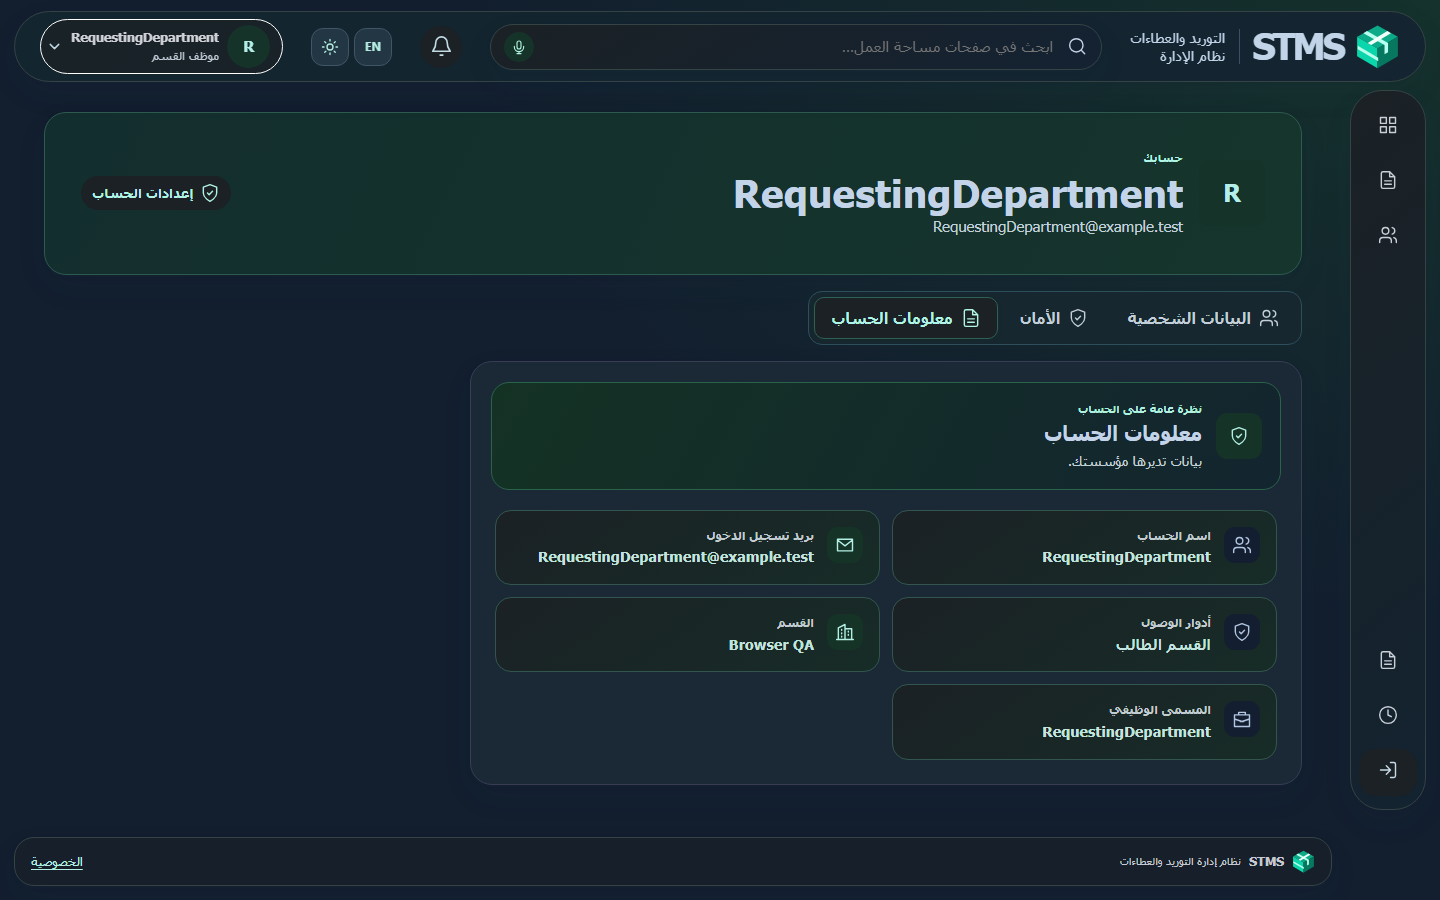 STMS
التوريد والعطاءات
نظام الإدارة
ابحث في صفحات مساحة العمل...
EN
R
RequestingDepartment
موظف القسم
حسابك
R
RequestingDepartment
RequestingDepartment@example.test
إعدادات الحساب
البيانات الشخصية
الأمان
معلومات الحساب
نظرة عامة على الحساب
معلومات الحساب
بيانات تديرها مؤسستك.
اسم الحساب
RequestingDepartment
بريد تسجيل الدخول
RequestingDepartment@example.test
أدوار الوصول
القسم الطالب
القسم
Browser QA
المسمى الوظيفي
RequestingDepartment
STMS
نظام إدارة التوريد والعطاءات
الخصوصية